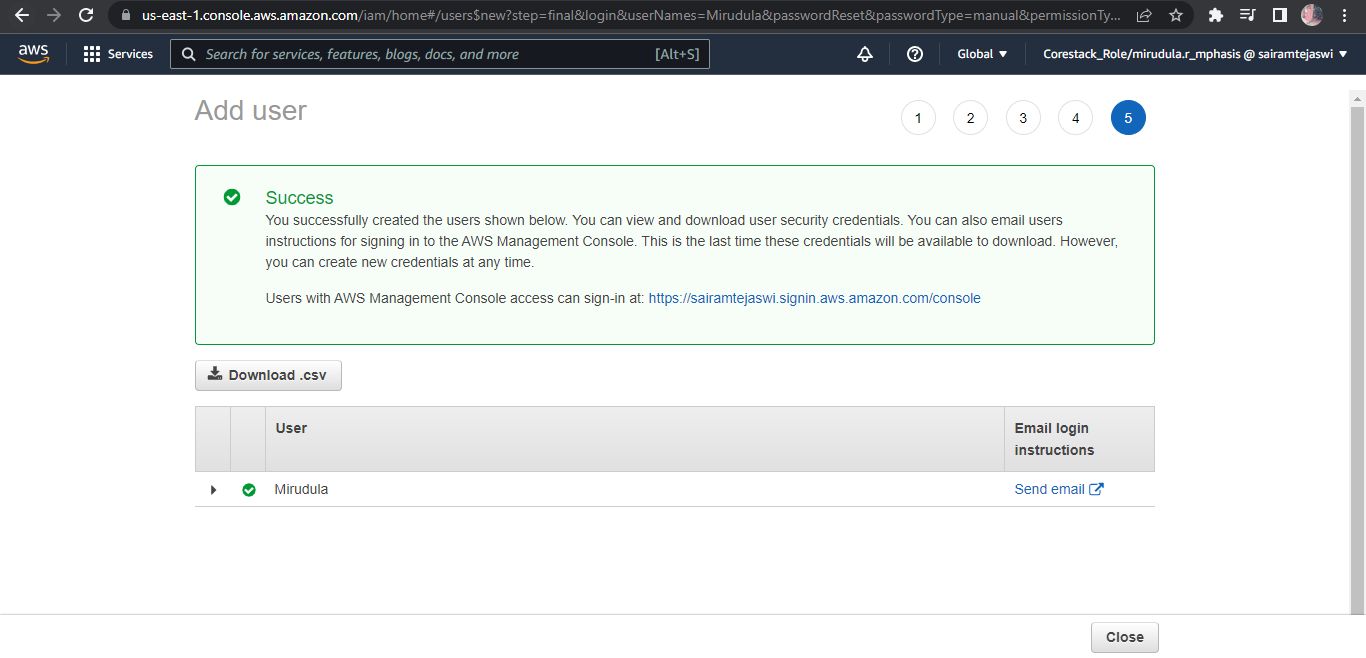 us-east-1.console.aws.amazon.com/iam/home#/users$new?step=final&login&userNames=Mirudula&passwordReset&passwordType=manual&permissionTy...
aws Services Search for services, features, blogs, docs, and more [Alt+S] Global Corestack_Role/mirudula.r_mphasis @ sairamtejaswi
Add user 1 2 3 4 5
Success
You successfully created the users shown below. You can view and download user security credentials. You can also email users
instructions for signing in to the AWS Management Console. This is the last time these credentials will be available to download. However,
you can create new credentials at any time.
Users with AWS Management Console access can sign-in at: https://sairamtejaswi.signin.aws.amazon.com/console
Download .csv
User Email login
instructions
Mirudula Send email
Close